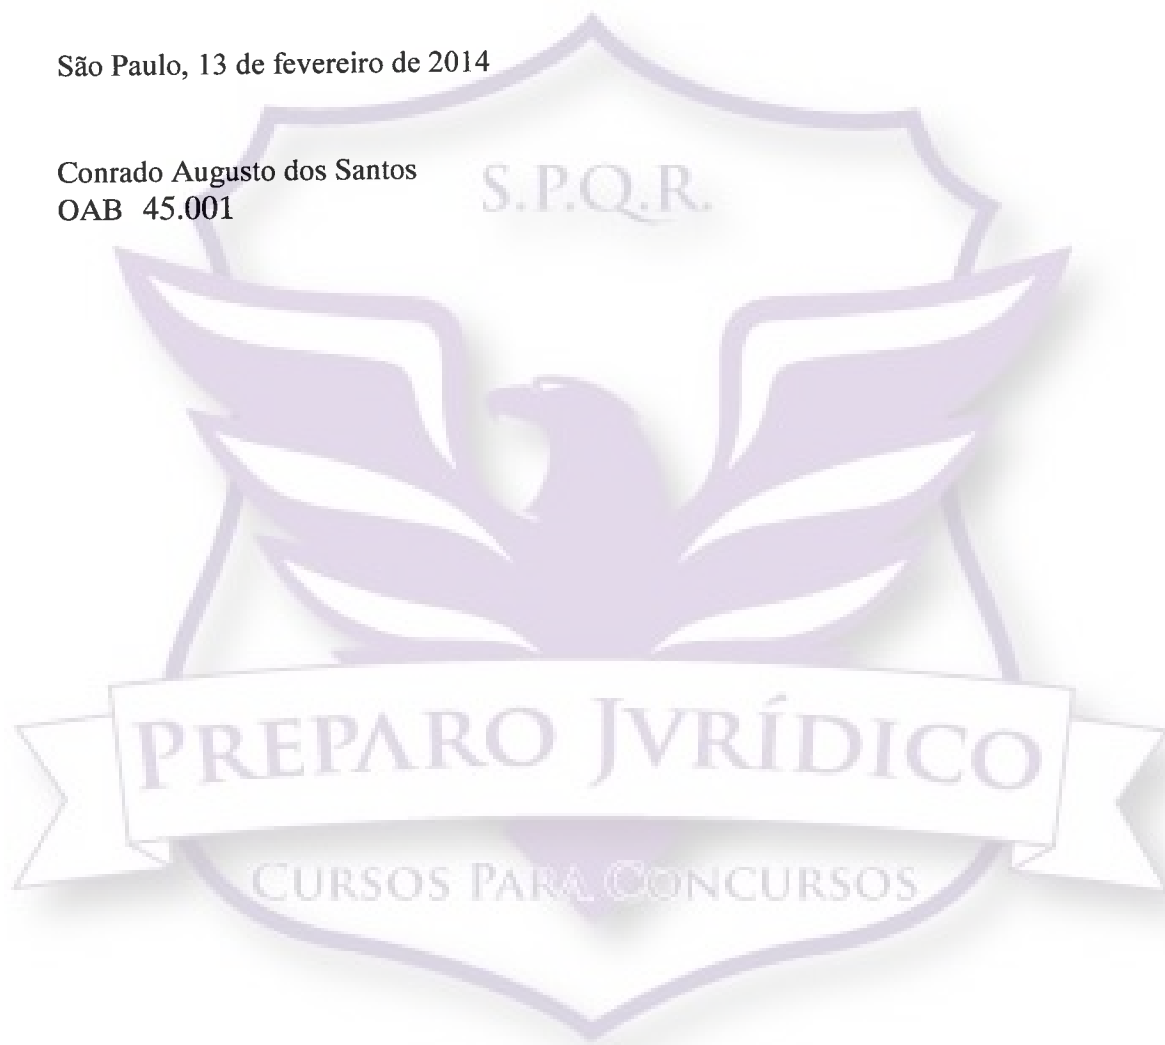 São Paulo, 13 de fevereiro de 2014
Conrado Augusto dos Santos
OAB 45.001
S.P.Q.R.
PREPARO JVRÍDICO
CURSOS PARA CONCURSOS